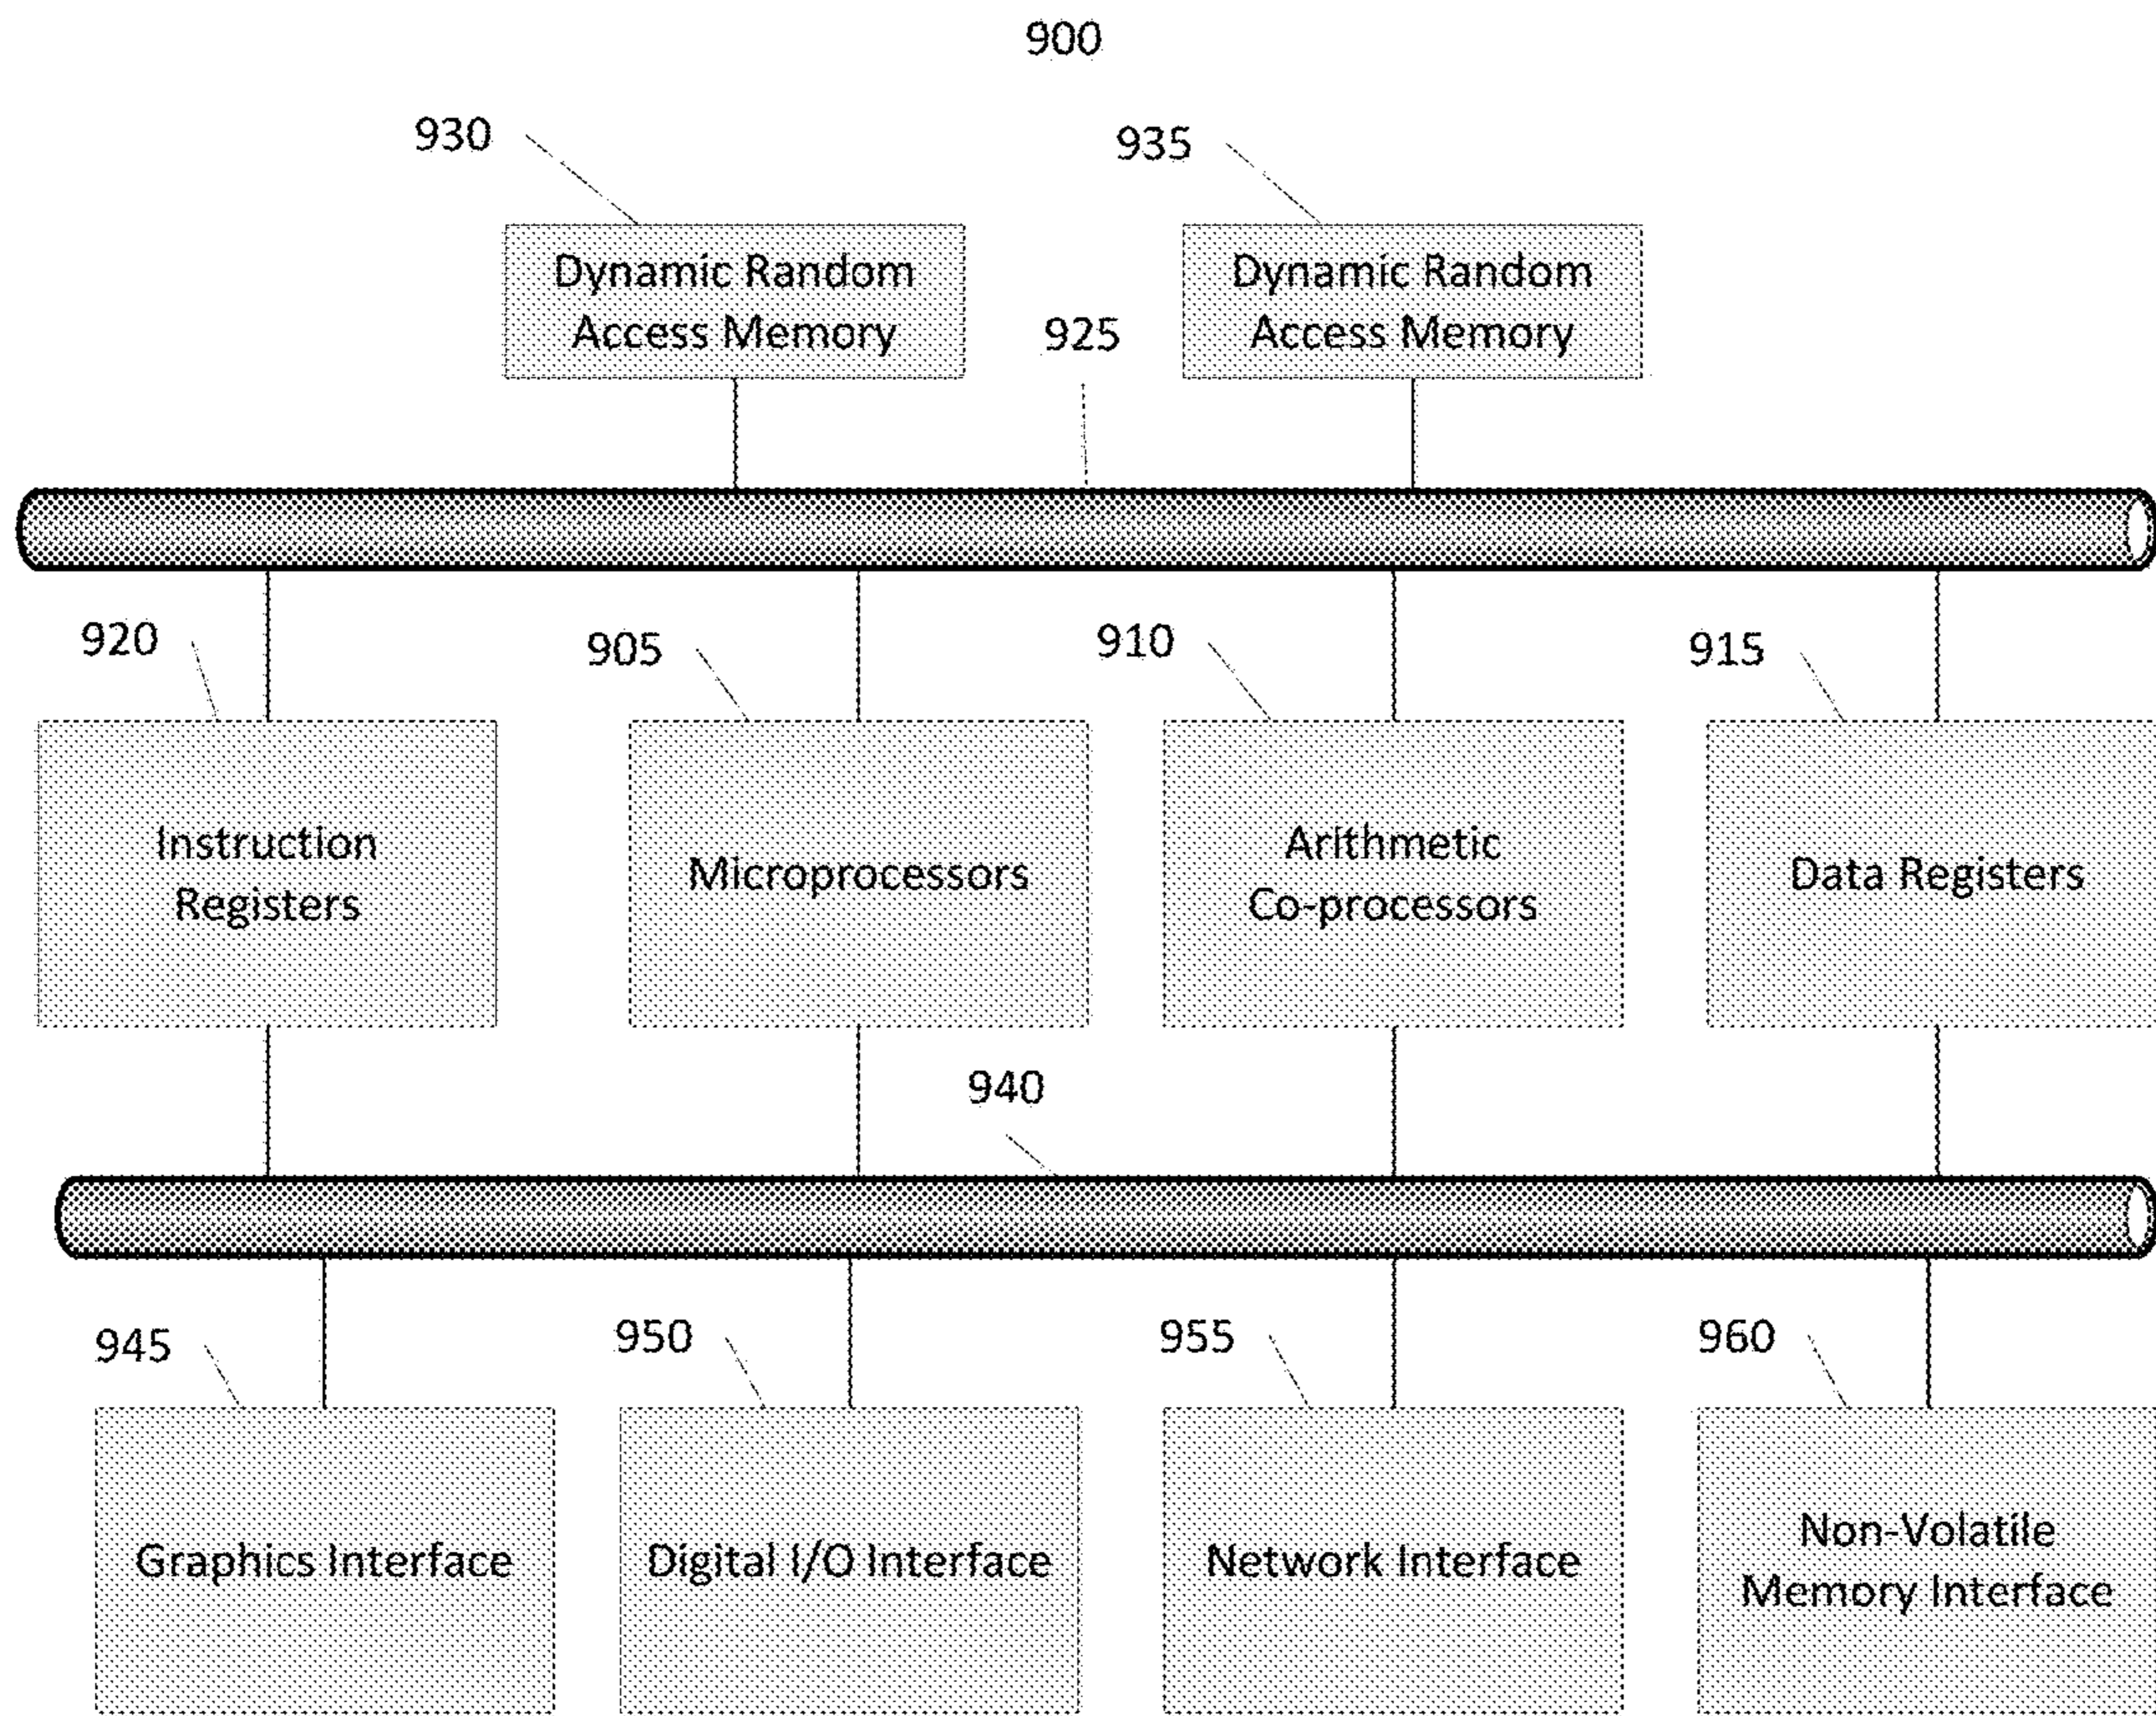 900
930
935
Dynamic Random
Access Memory
925
Dynamic Random
Access Memory
920
905
910
915
Instruction
Registers
Microprocessors
Arithmetic
Co-processors
Data Registers
940
945
950
955
960
Graphics Interface
Digital I/O Interface
Network Interface
Non-Volatile
Memory Interface